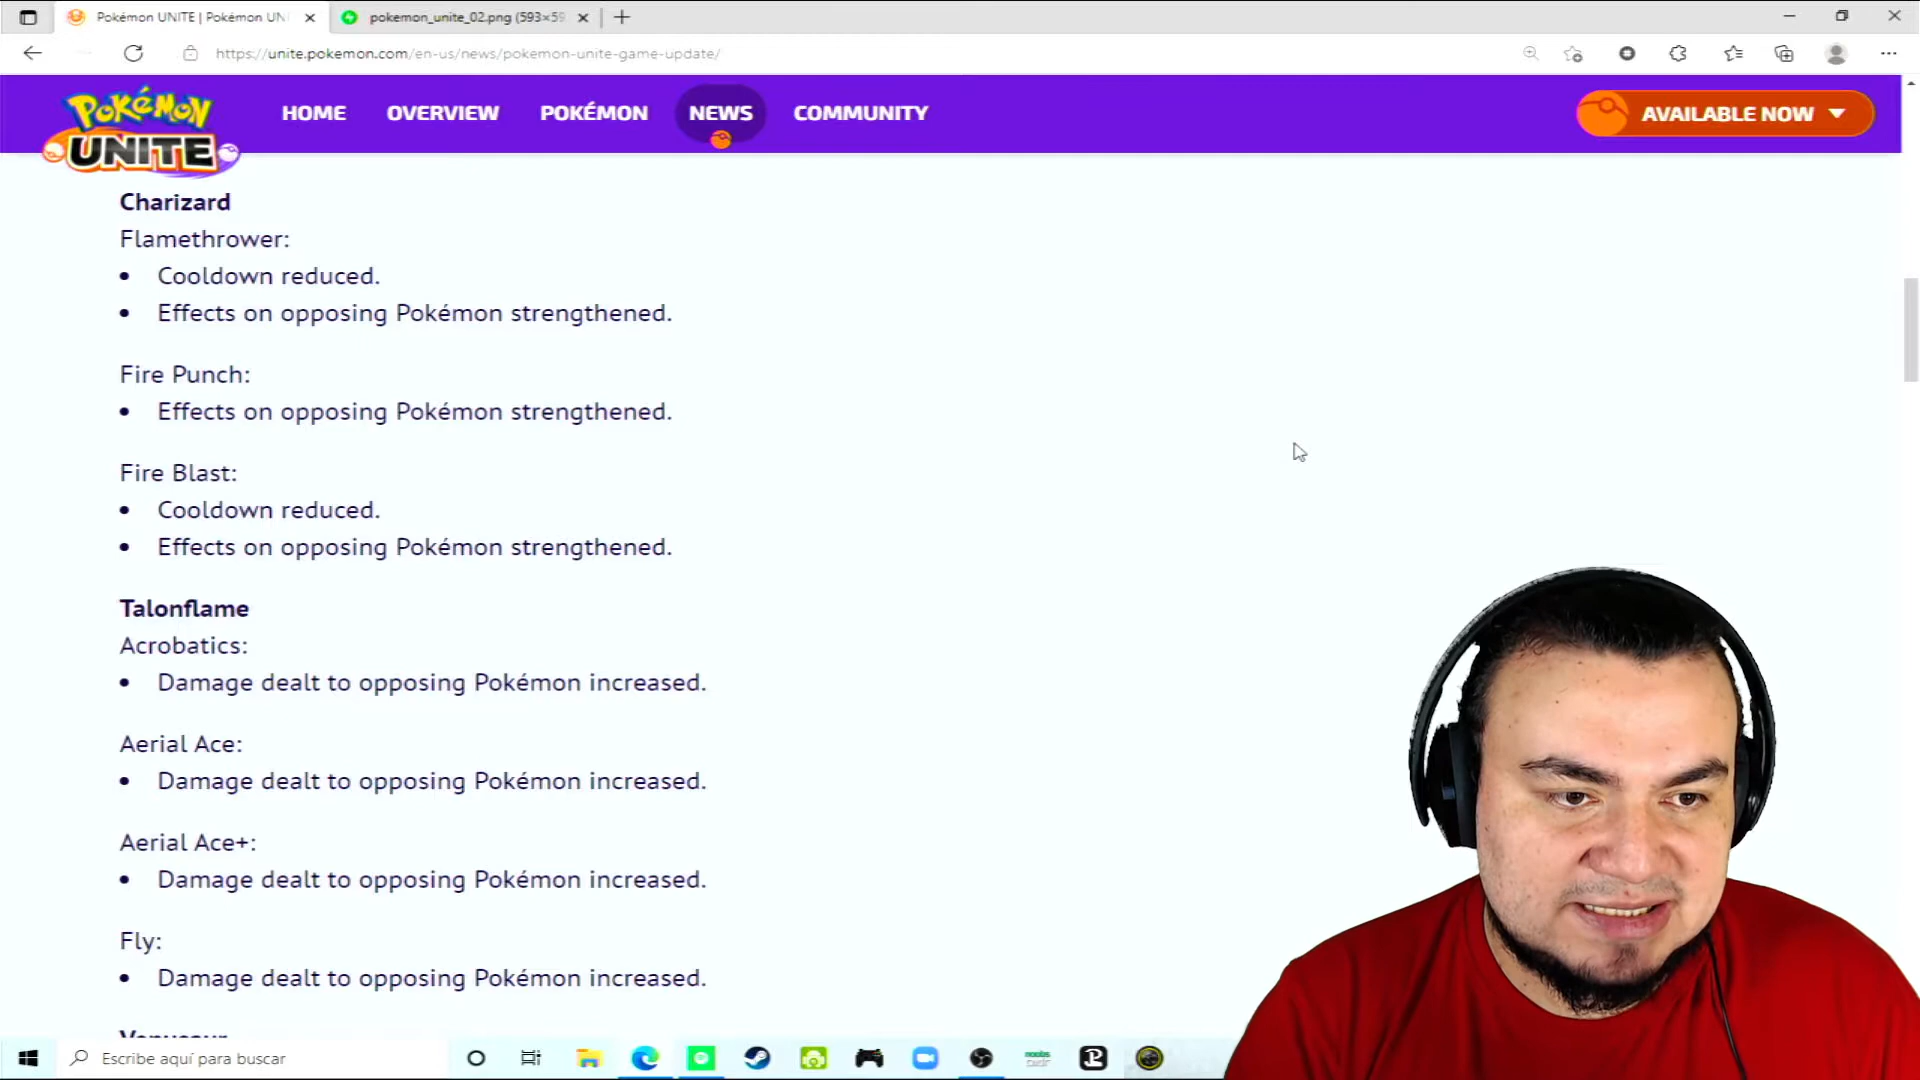 Pokémon UNITE | Pokémon UN
pokemon_unite_02.png (593×59
https://unite.pokemon.com/en-us/news/pokemon-unite-game-update/
POKÉMON
UNITE
HOME
OVERVIEW
POKÉMON
NEWS
COMMUNITY
AVAILABLE NOW
Charizard
Flamethrower:
• Cooldown reduced.
• Effects on opposing Pokémon strengthened.
Fire Punch:
• Effects on opposing Pokémon strengthened.
Fire Blast:
• Cooldown reduced.
• Effects on opposing Pokémon strengthened.
Talonflame
Acrobatics:
• Damage dealt to opposing Pokémon increased.
Aerial Ace:
• Damage dealt to opposing Pokémon increased.
Aerial Ace+:
• Damage dealt to opposing Pokémon increased.
Fly:
• Damage dealt to opposing Pokémon increased.
Escribe aquí para buscar